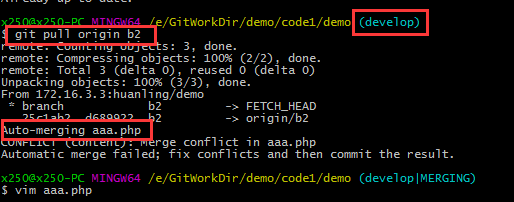 Already up to date.
x250@x250-PC MINGW64 /e/GitWorkDir/demo/code1/demo (develop)
$ git pull origin b2
remote: Counting objects: 3, done.
remote: Compressing objects: 100% (2/2), done.
remote: Total 3 (delta 0), reused 0 (delta 0)
Unpacking objects: 100% (3/3), done.
From 172.16.3.3:huanling/demo
* branch b2 -> FETCH_HEAD
25c1ab2..d689922 b2 -> origin/b2
Auto-merging aaa.php
CONFLICT (content): Merge conflict in aaa.php
Automatic merge failed; fix conflicts and then commit the result.
x250@x250-PC MINGW64 /e/GitWorkDir/demo/code1/demo (develop|MERGING)
$ vim aaa.php